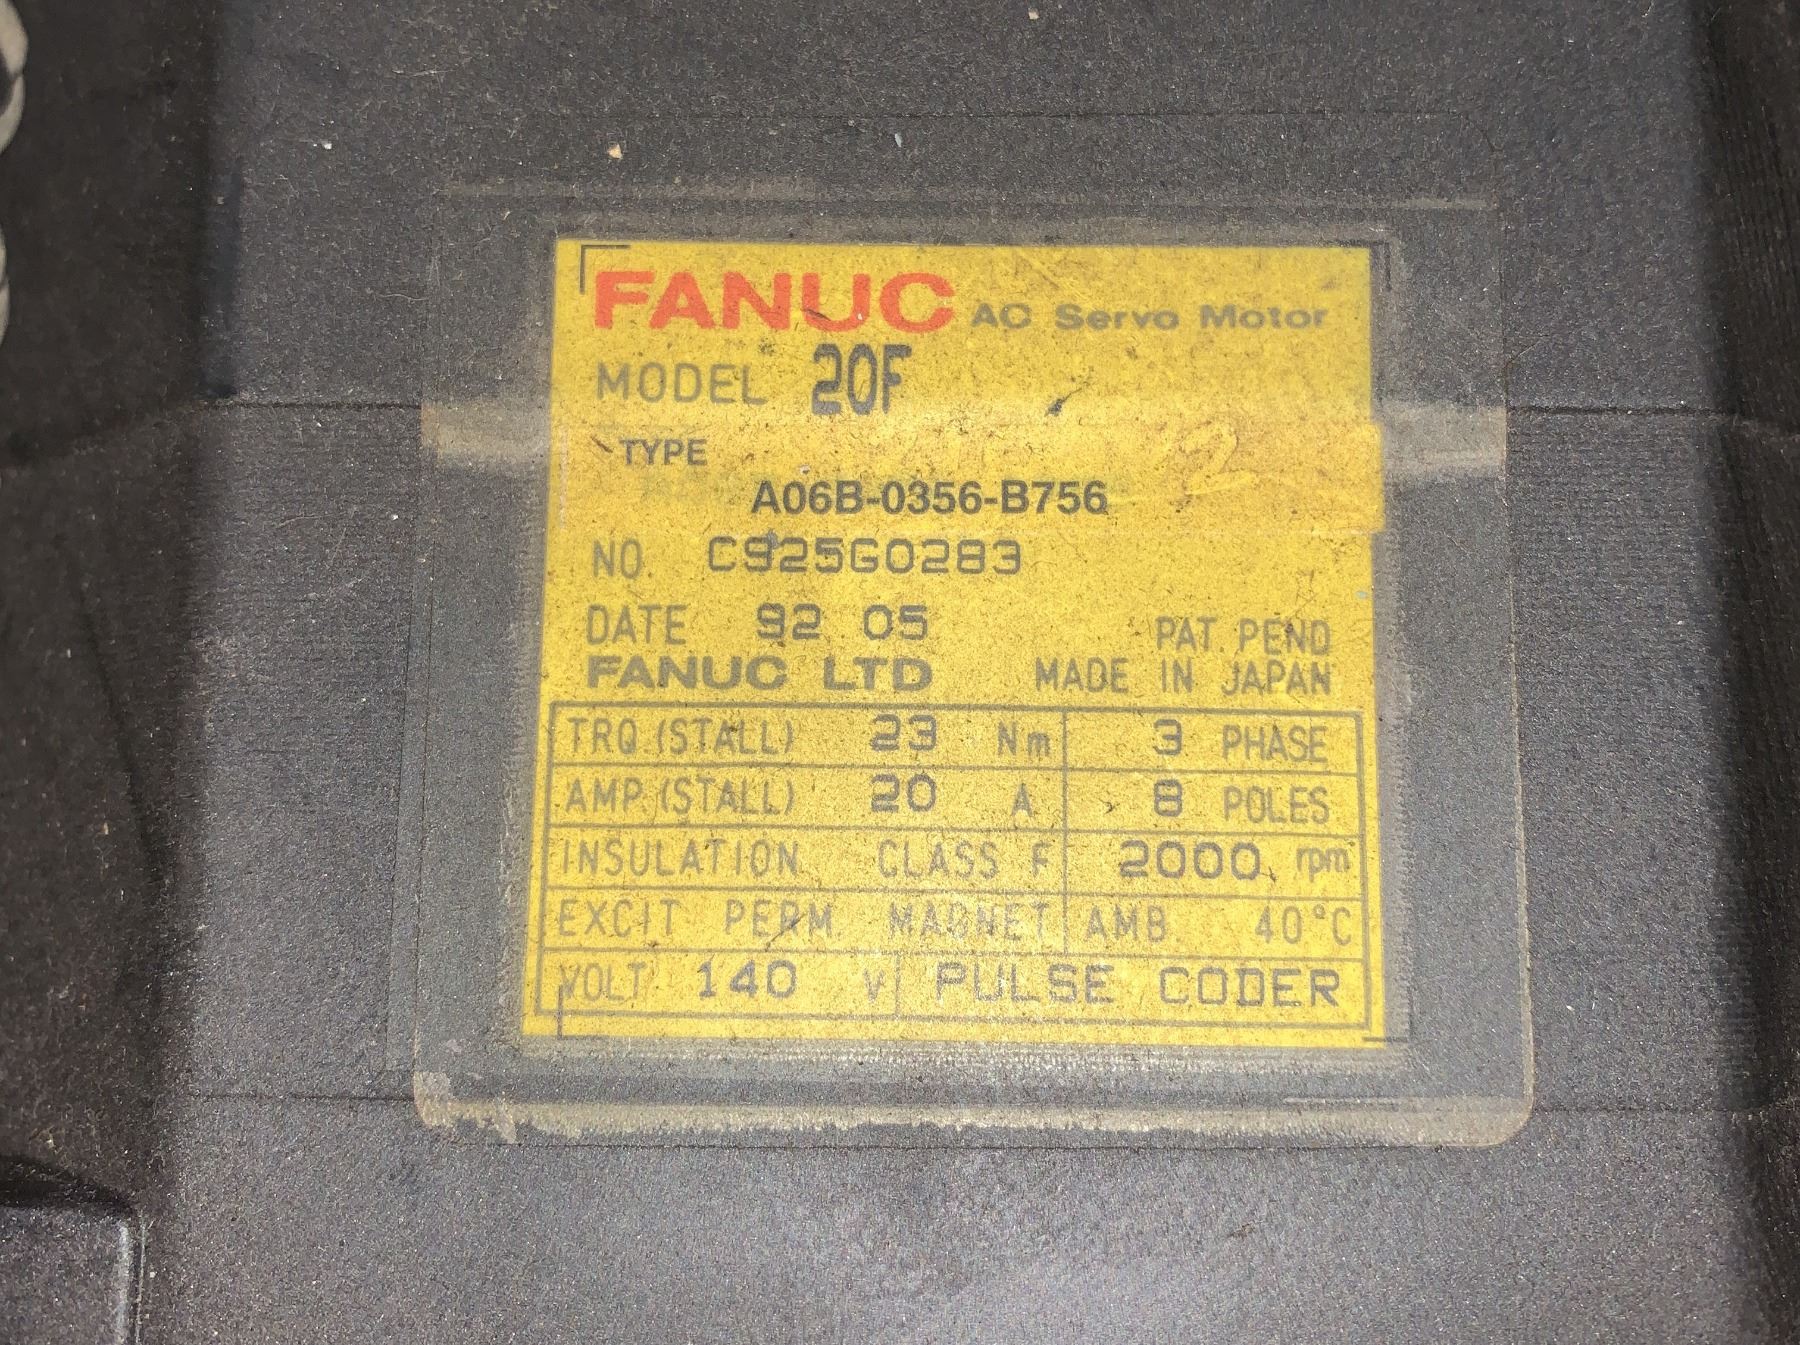 FANUC AC Servo Motor
MODEL 20F
TYPE
2
A06B-0356-B756
NO. C925G0283
DATE 92 05 PAT. PEND
FANUC LTD MADE IN JAPAN
TRQ.(STALL) 23 Nm 3 PHASE
AMP.(STALL) 20 A 8 POLES
INSULATION CLASS F 2000 rpm
EXCIT PERM. MAGNET AMB. 40°C
VOLT. 140 V PULSE CODER